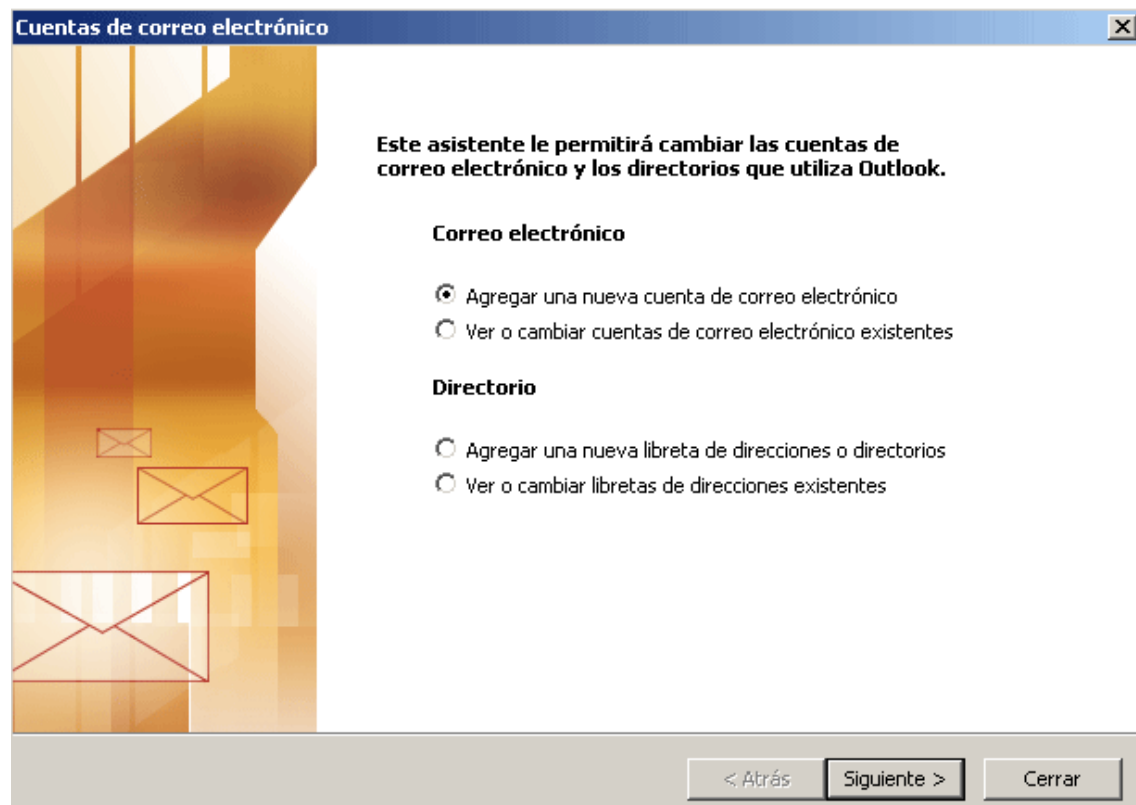 Cuentas de correo electrónico
Este asistente le permitirá cambiar las cuentas de
correo electrónico y los directorios que utiliza Outlook.
Correo electrónico
Agregar una nueva cuenta de correo electrónico
Ver o cambiar cuentas de correo electrónico existentes
Directorio
Agregar una nueva libreta de direcciones o directorios
Ver o cambiar libretas de direcciones existentes
< Atrás Siguiente > Cerrar